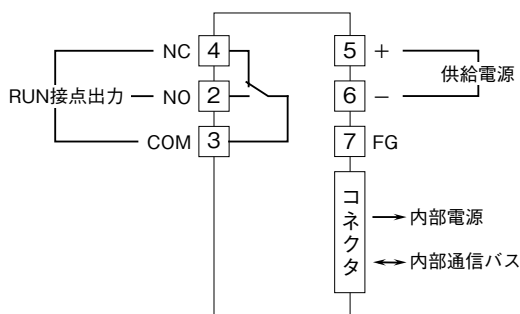 NC 4
RUN接点出力 NO 2
COM 3
5 +
供給電源
6 −
7 FG
コネクタ
内部電源
内部通信バス